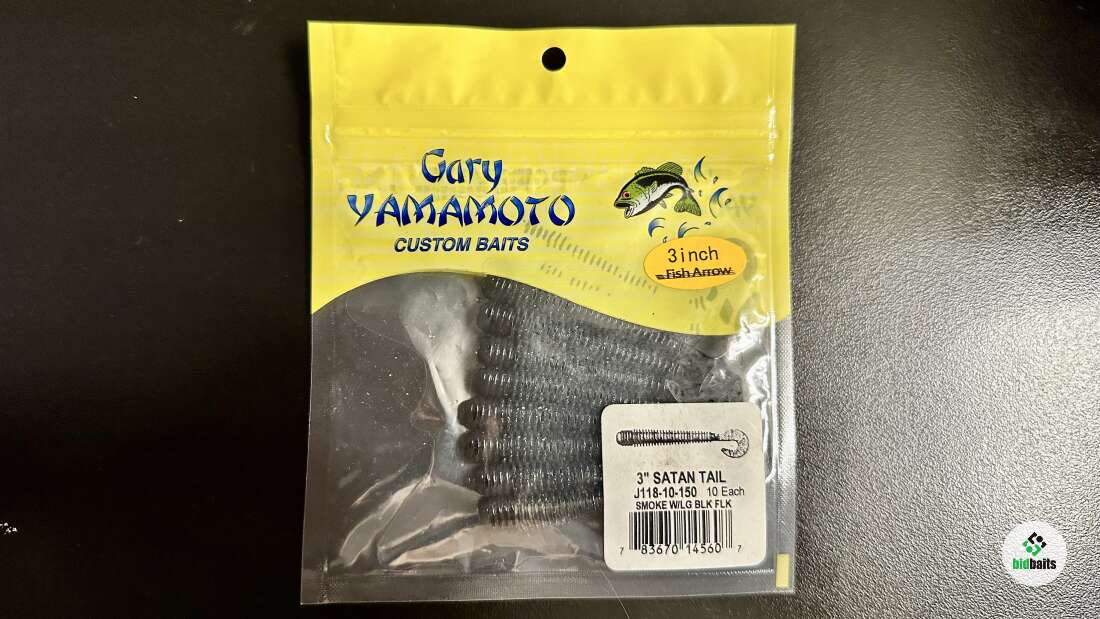 Gary
YAMAMOTO
CUSTOM BAITS
3inch
Fish Arrow
3" SATAN TAIL
J118-10-150 10 Each
SMOKE W/LG BLK FLK
7 83670 14560 7
bidbaits